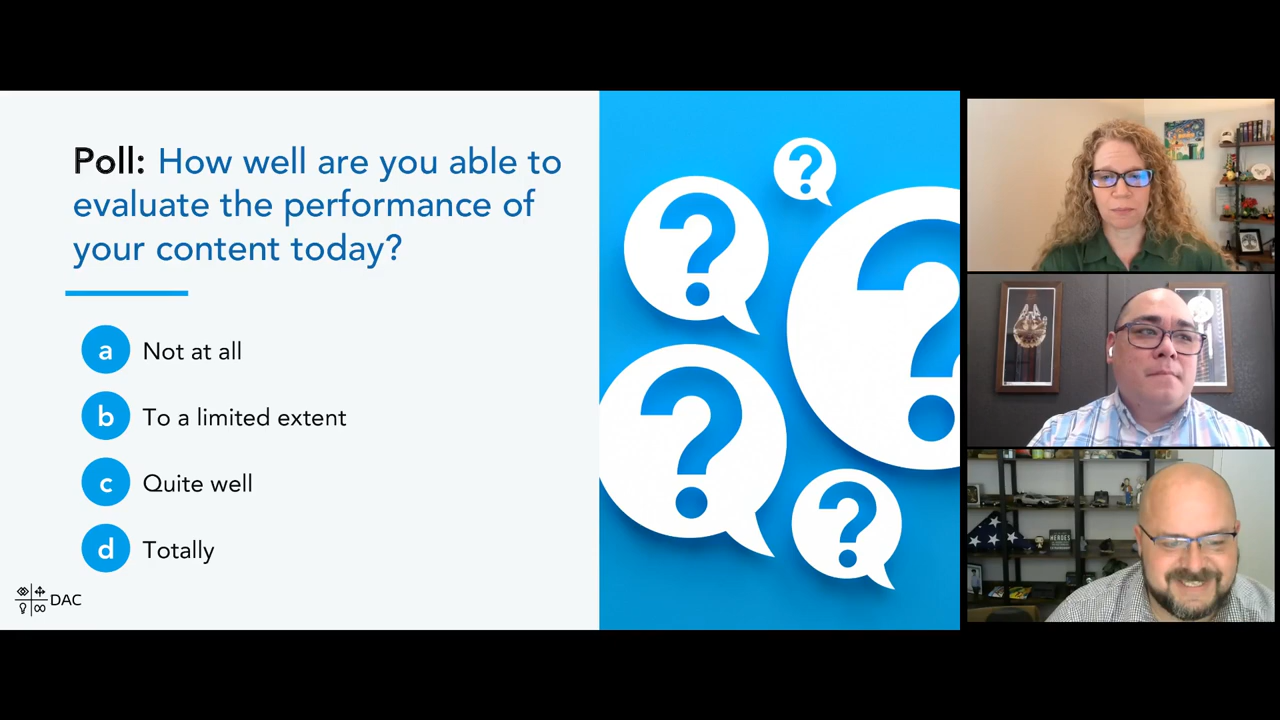 Poll: How well are you able to
evaluate the performance of
your content today?
a Not at all
b To a limited extent
c Quite well
d Totally
DAC
? ? ? ? ?
HEROES